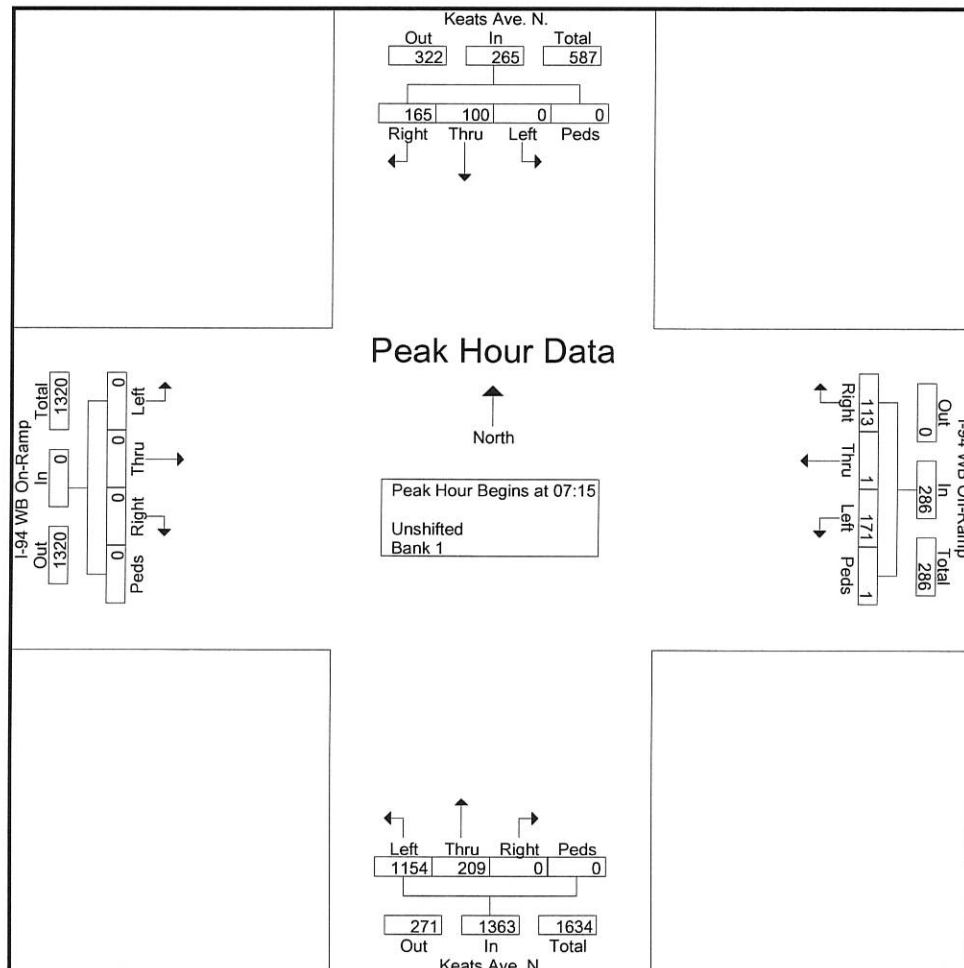 Keats Ave. N.
Out In Total
322 265 587
165 100 0 0
Right Thru Left Peds
Peak Hour Data
North
Peak Hour Begins at 07:15
Unshifted
Bank 1
I-94 WB On-Ramp
Out In Total
1320 0 1320
0 0 0 0
Left Thru Right Peds
I-94 WB On-Ramp
Out In Total
0 286 286
113 1 171 1
Right Thru Left Peds
Left Thru Right Peds
1154 209 0 0
271 1363 1634
Out In Total
Keats Ave. N.